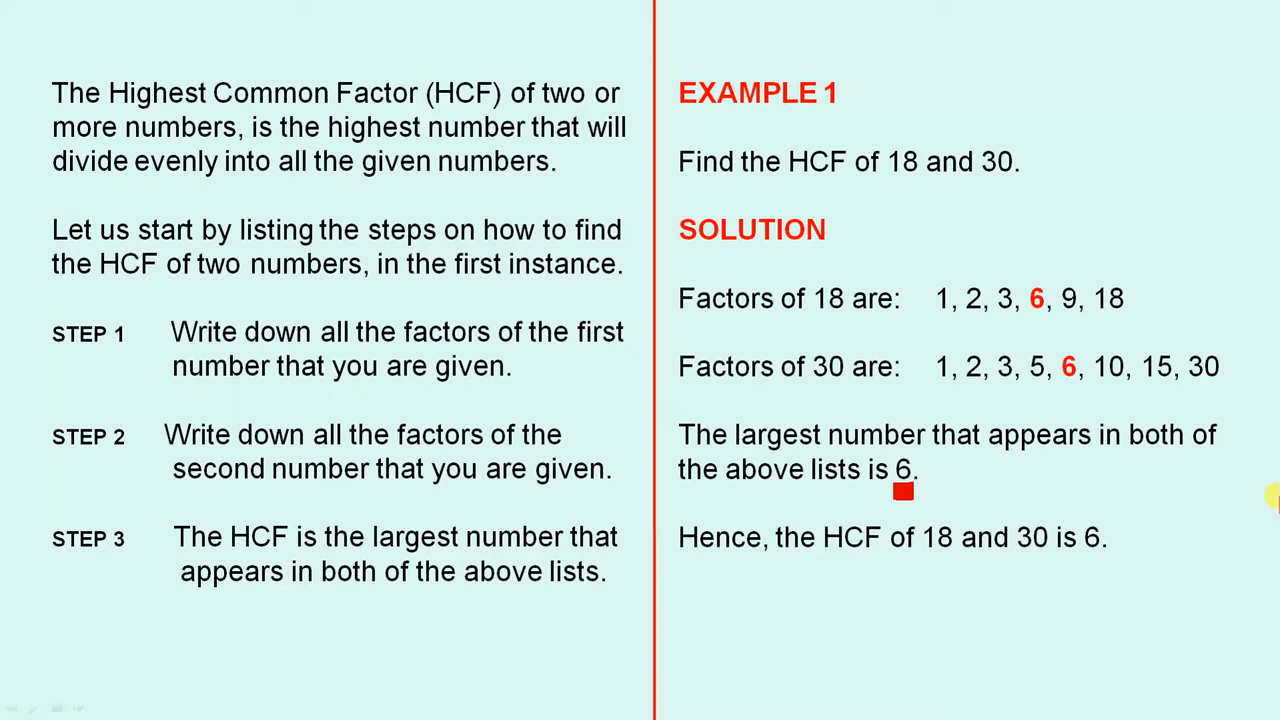 The Highest Common Factor (HCF) of two or
more numbers, is the highest number that will
divide evenly into all the given numbers.
Let us start by listing the steps on how to find
the HCF of two numbers, in the first instance.
STEP 1 Write down all the factors of the first
number that you are given.
STEP 2 Write down all the factors of the
second number that you are given.
STEP 3 The HCF is the largest number that
appears in both of the above lists.
EXAMPLE 1
Find the HCF of 18 and 30.
SOLUTION
Factors of 18 are: 1, 2, 3, 6, 9, 18
Factors of 30 are: 1, 2, 3, 5, 6, 10, 15, 30
The largest number that appears in both of
the above lists is 6.
Hence, the HCF of 18 and 30 is 6.